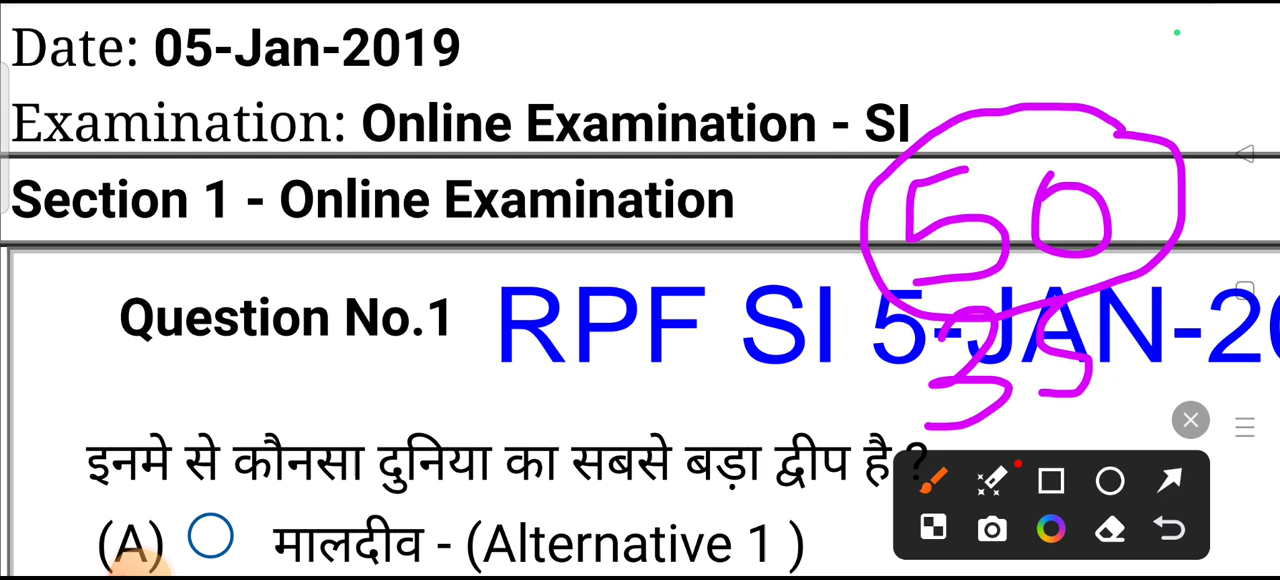 Date: 05-Jan-2019
Examination: Online Examination - SI
Section 1 - Online Examination
50
Question No.1 RPF SI 5-JAN-20
35
इनमे से कौनसा दुनिया का सबसे बड़ा द्वीप है ?
(A) मालदीव - (Alternative 1 )